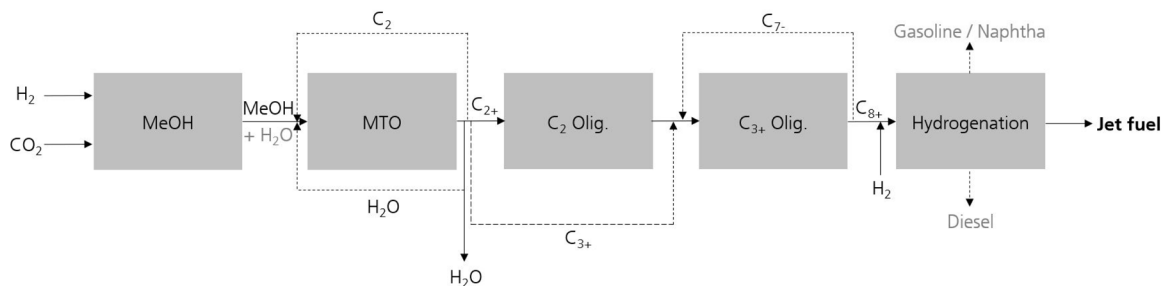 C2
C7-
Gasoline / Naphtha
H2
CO2
MeOH
MeOH
+ H2O
MTO
C2+
C2 Olig.
C3+ Olig.
C8+
H2
Hydrogenation
Jet fuel
H2O
C3+
H2O
Diesel